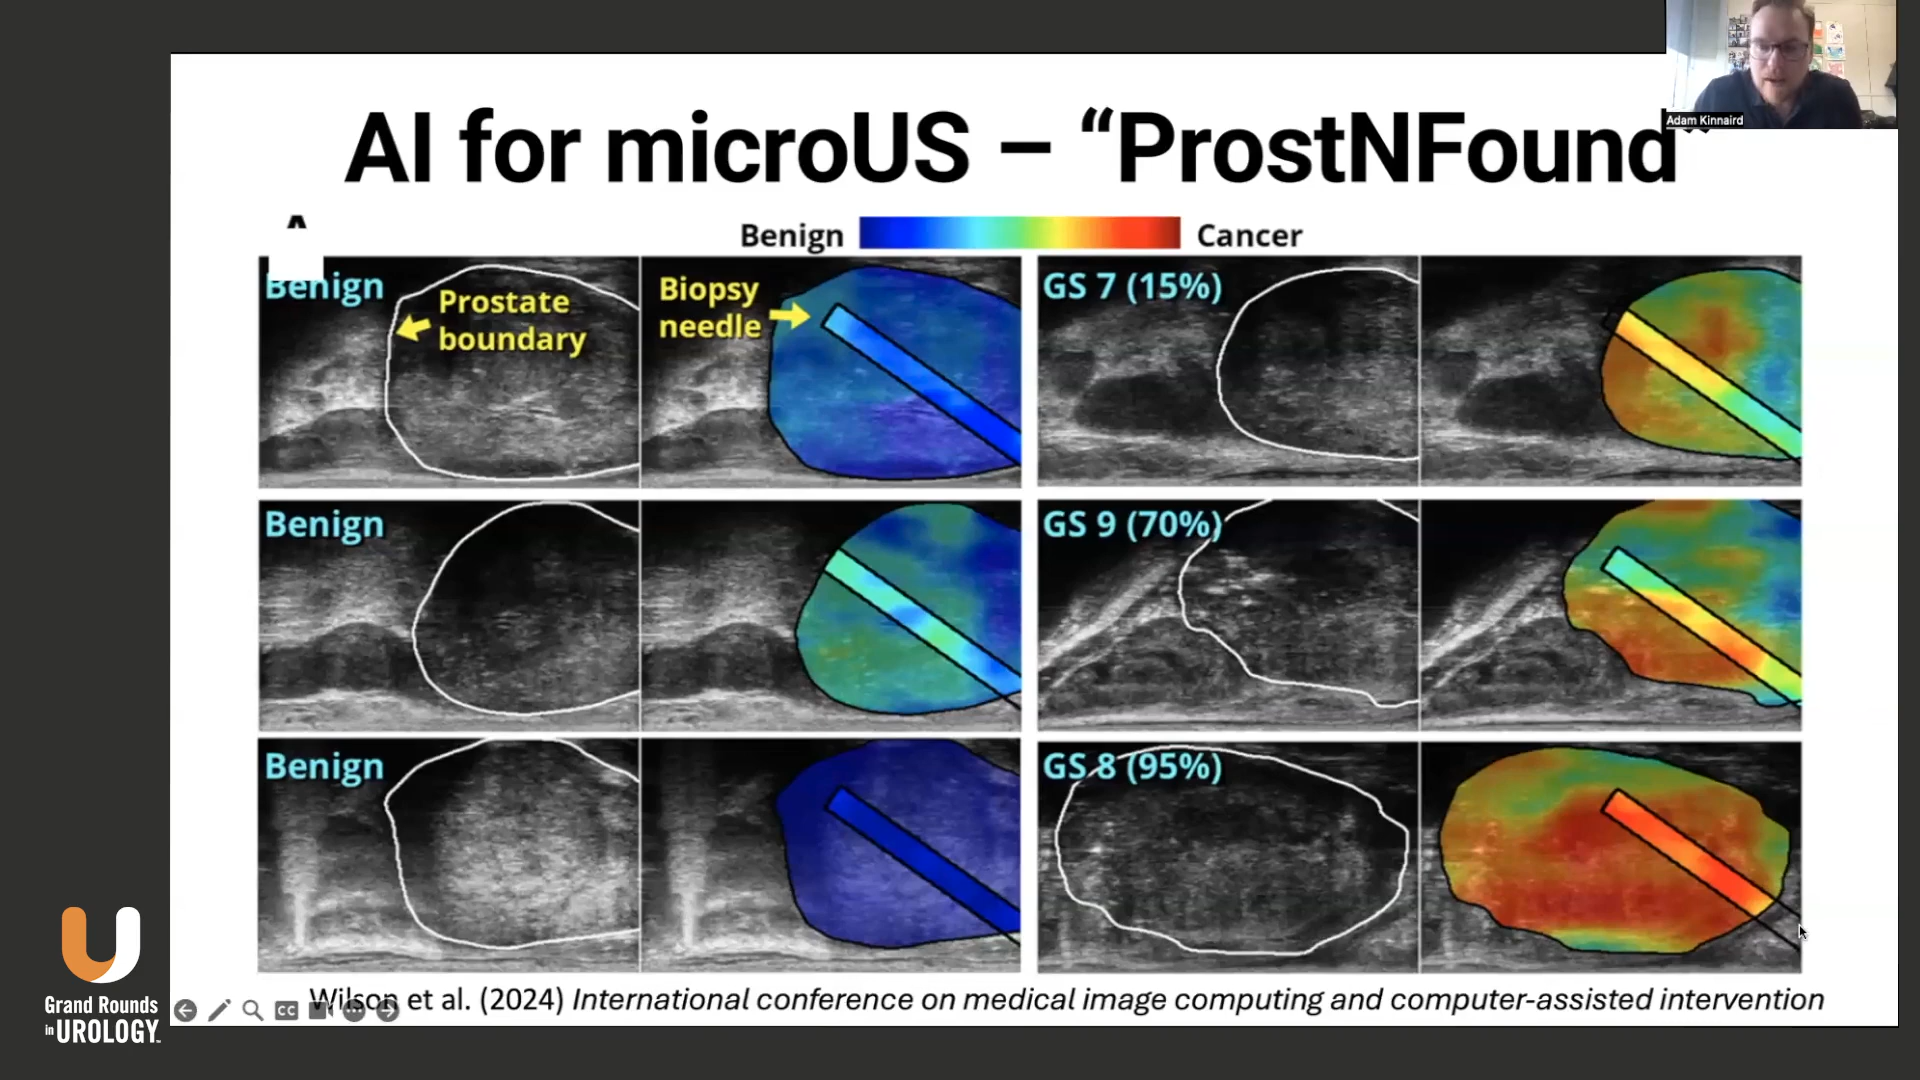 Adam Kinnaird
AI for microUS – “ProstNFound”
Benign
Cancer
Benign
Prostate
boundary
Biopsy
needle
GS 7 (15%)
Benign
GS 9 (70%)
Benign
GS 8 (95%)
Wilson et al. (2024) International conference on medical image computing and computer-assisted intervention
CC
U
Grand Rounds
in UROLOGY